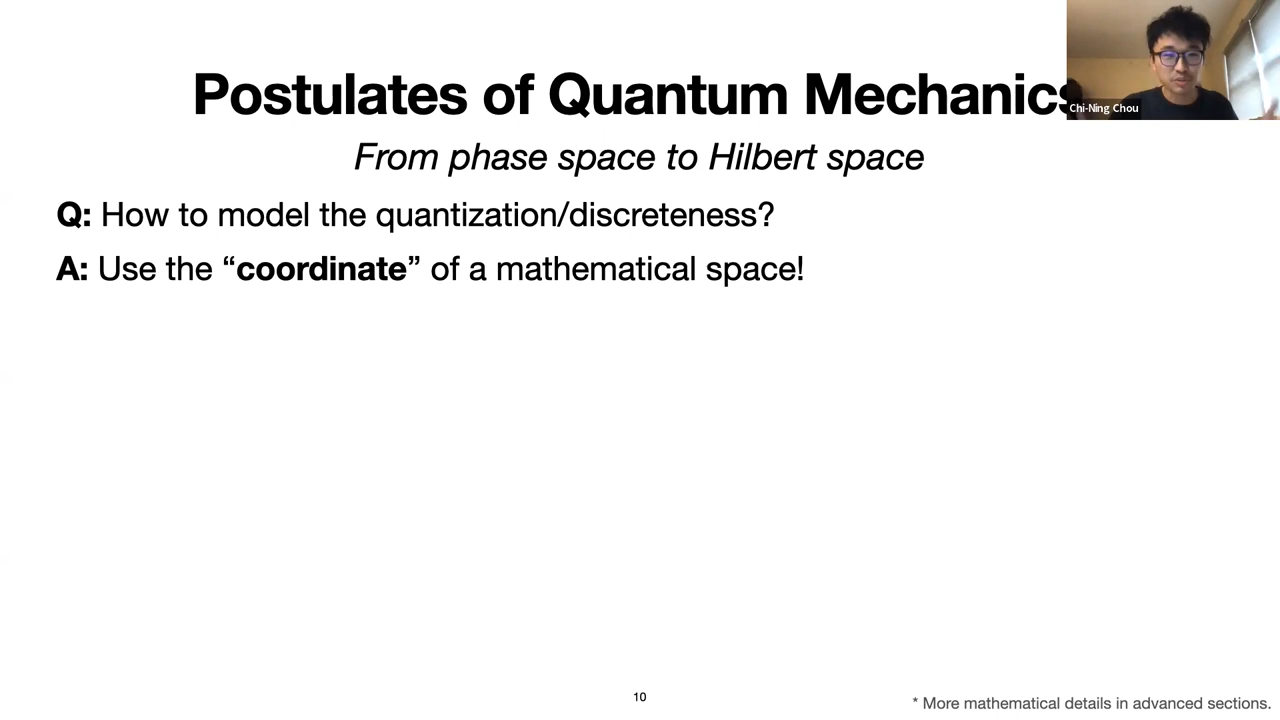 Postulates of Quantum Mechanics
Chi-Ning Chou
From phase space to Hilbert space
Q: How to model the quantization/discreteness?
A: Use the “coordinate” of a mathematical space!
10
* More mathematical details in advanced sections.